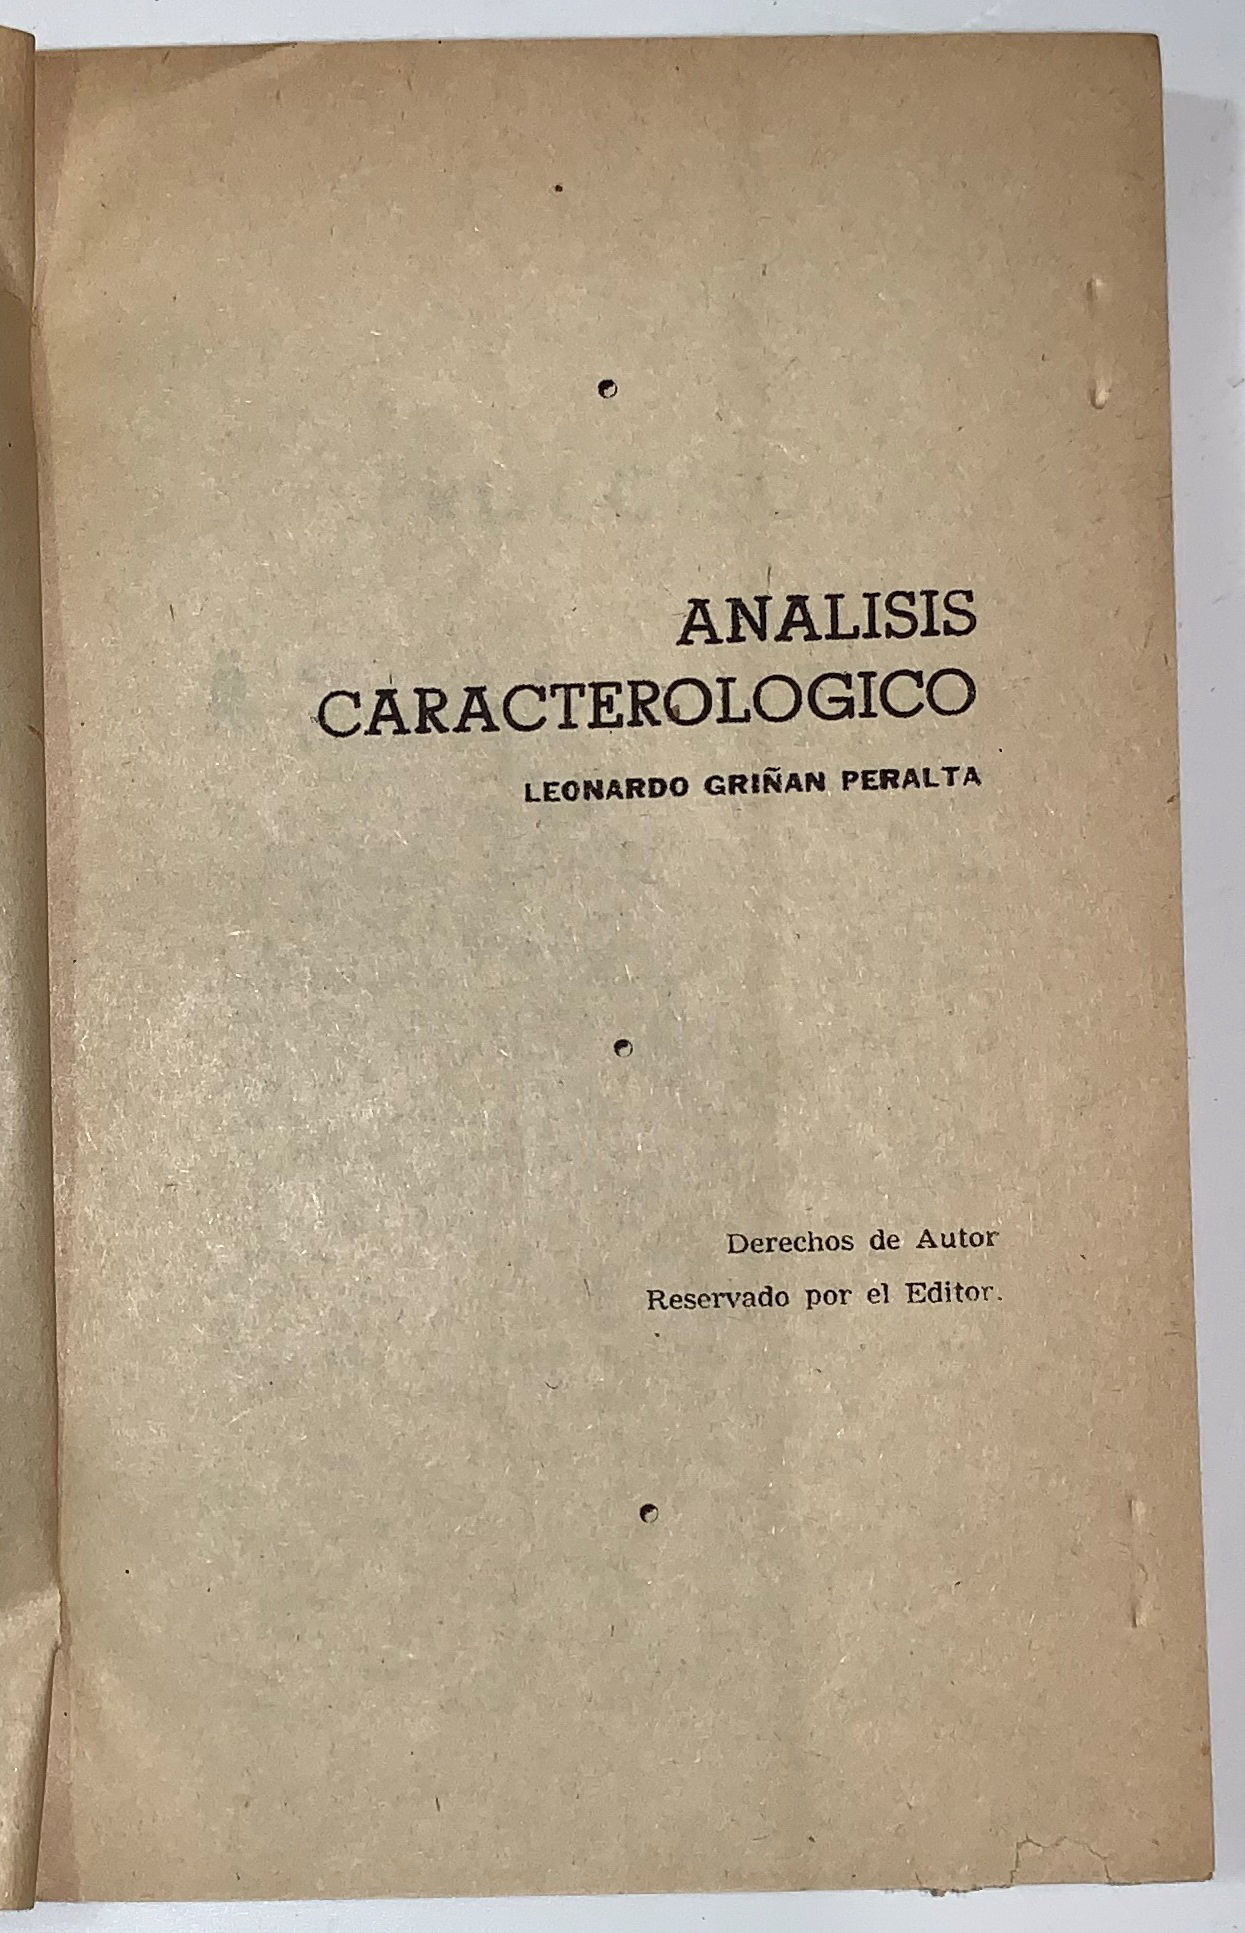 ANALISIS
CARACTEROLOGICO
LEONARDO GRIÑAN PERALTA
Derechos de Autor
Reservado por el Editor.